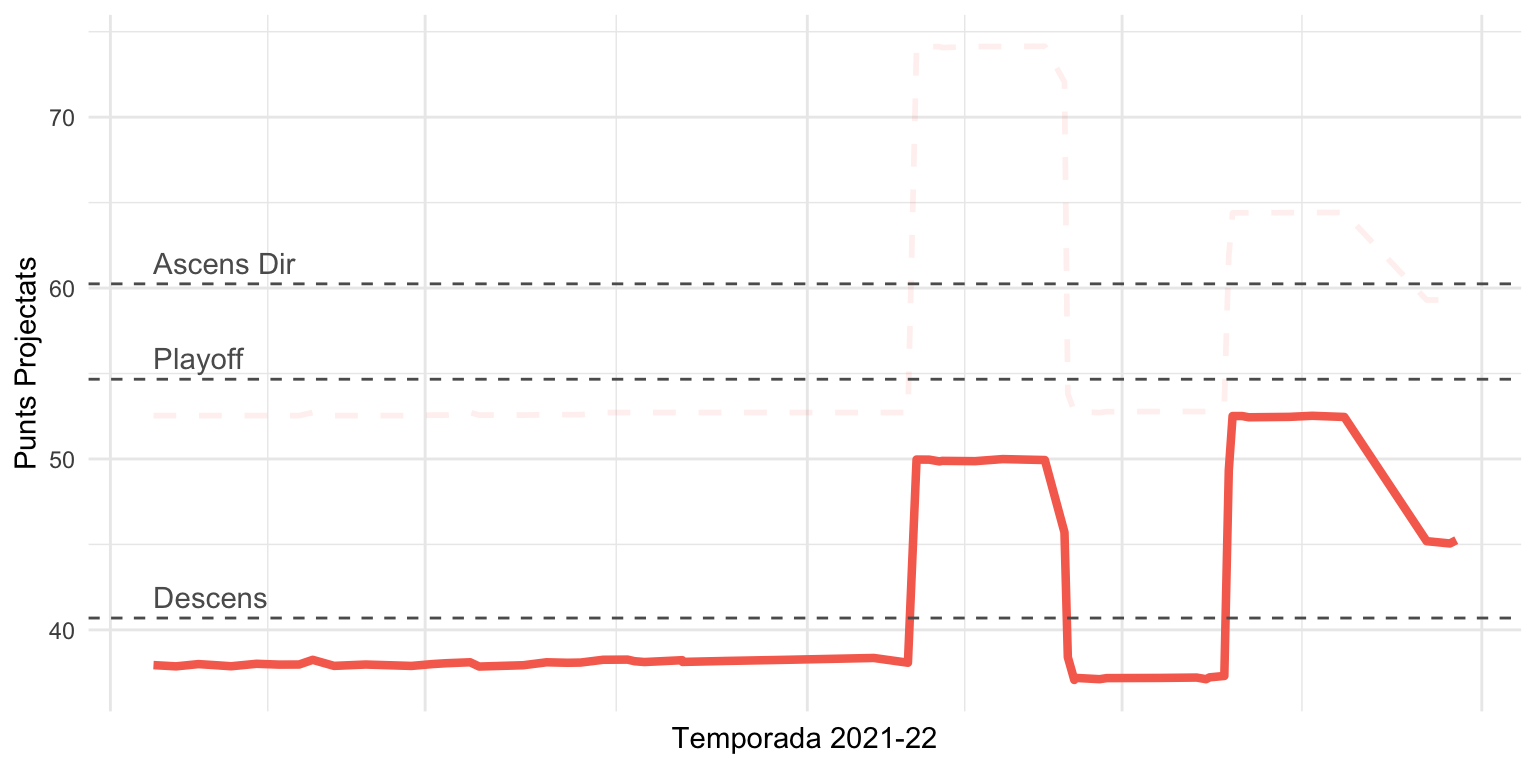 70
Ascens Dir
60
Playoff
50
Descens
40
Punts Projectats
Temporada 2021-22